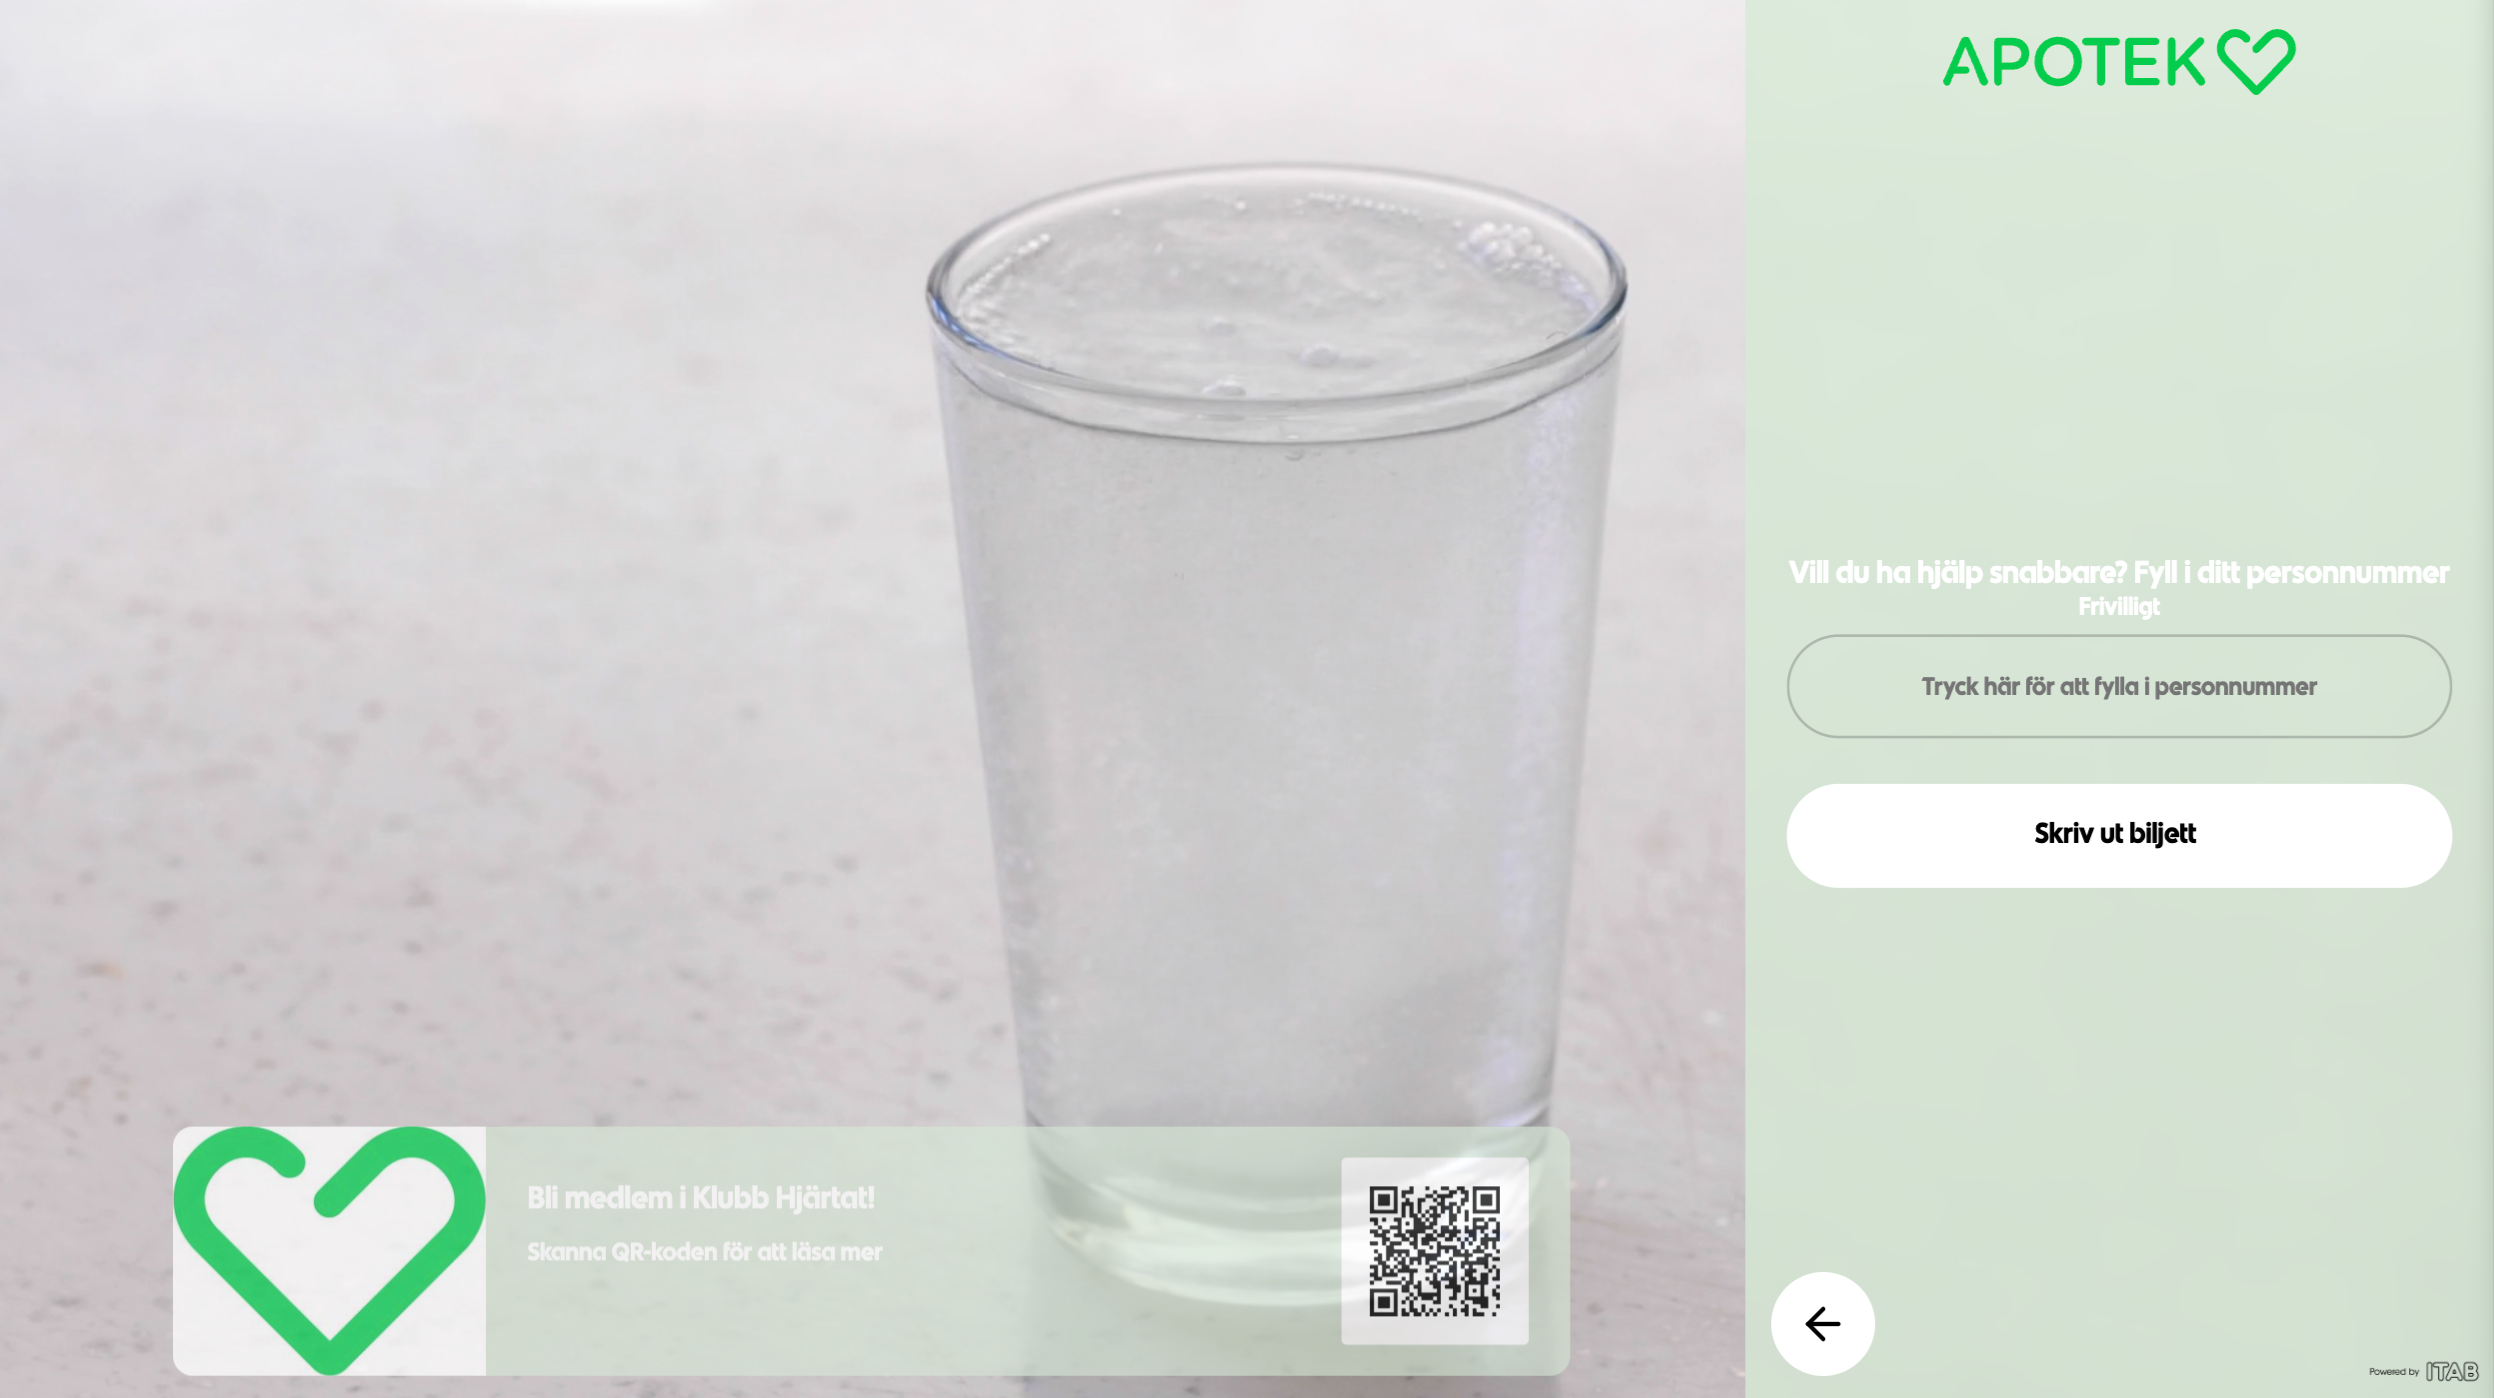 APOTEK
Vill du ha hjälp snabbare? Fyll i ditt personnummer
Frivilligt
Tryck här för att fylla i personnummer
Skriv ut biljett
Bli medlem i Klubb Hjärtat!
Skanna QR-koden för att läsa mer
Powered by ITAB